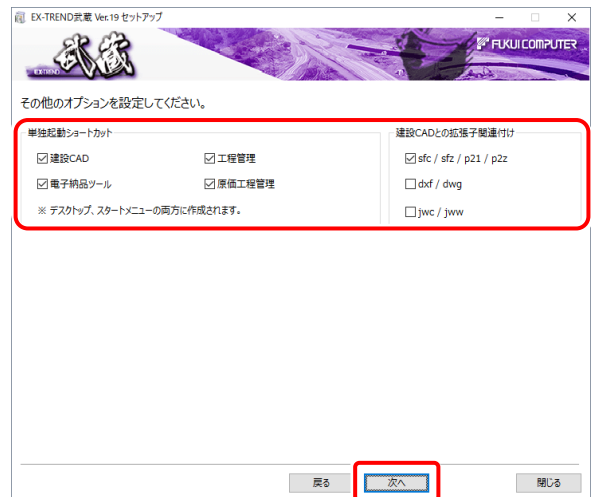 EX-TREND武蔵 Ver.19 セットアップ
武蔵
EX-TREND
FUKUI COMPUTER
その他のオプションを設定してください。
単独起動ショートカット
建設CAD
工程管理
電子納品ツール
原価工程管理
※ デスクトップ、スタートメニューの両方に作成されます。
建設CADとの拡張子関連付け
sfc / sfz / p21 / p2z
dxf / dwg
jwc / jww
戻る
次へ
閉じる